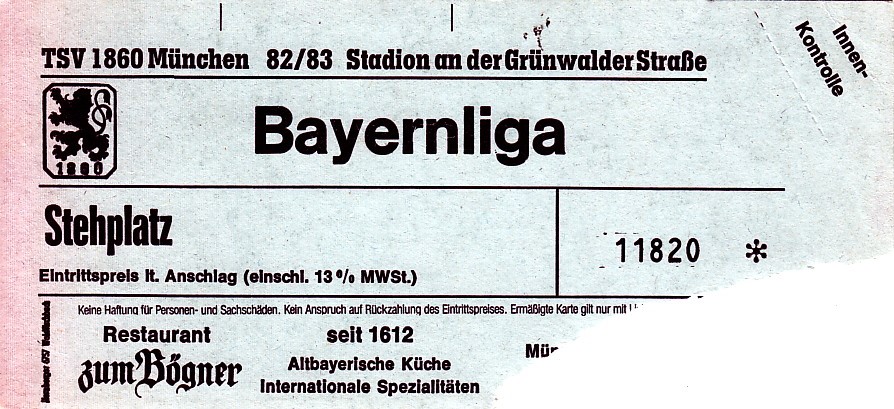 TSV 1860 München 82/83 Stadion an der Grünwalder Straße
Innen-
Kontrolle
1860
Bayernliga
Stehplatz
11820 *
Eintrittspreis lt. Anschlag (einschl. 13% MWSt.)
Keine Haftung für Personen- und Sachschäden. Kein Anspruch auf Rückzahlung des Eintrittspreises. Ermäßigte Karte gilt nur mit
Restaurant seit 1612
zum Bögner
Altbayerische Küche
Internationale Spezialitäten